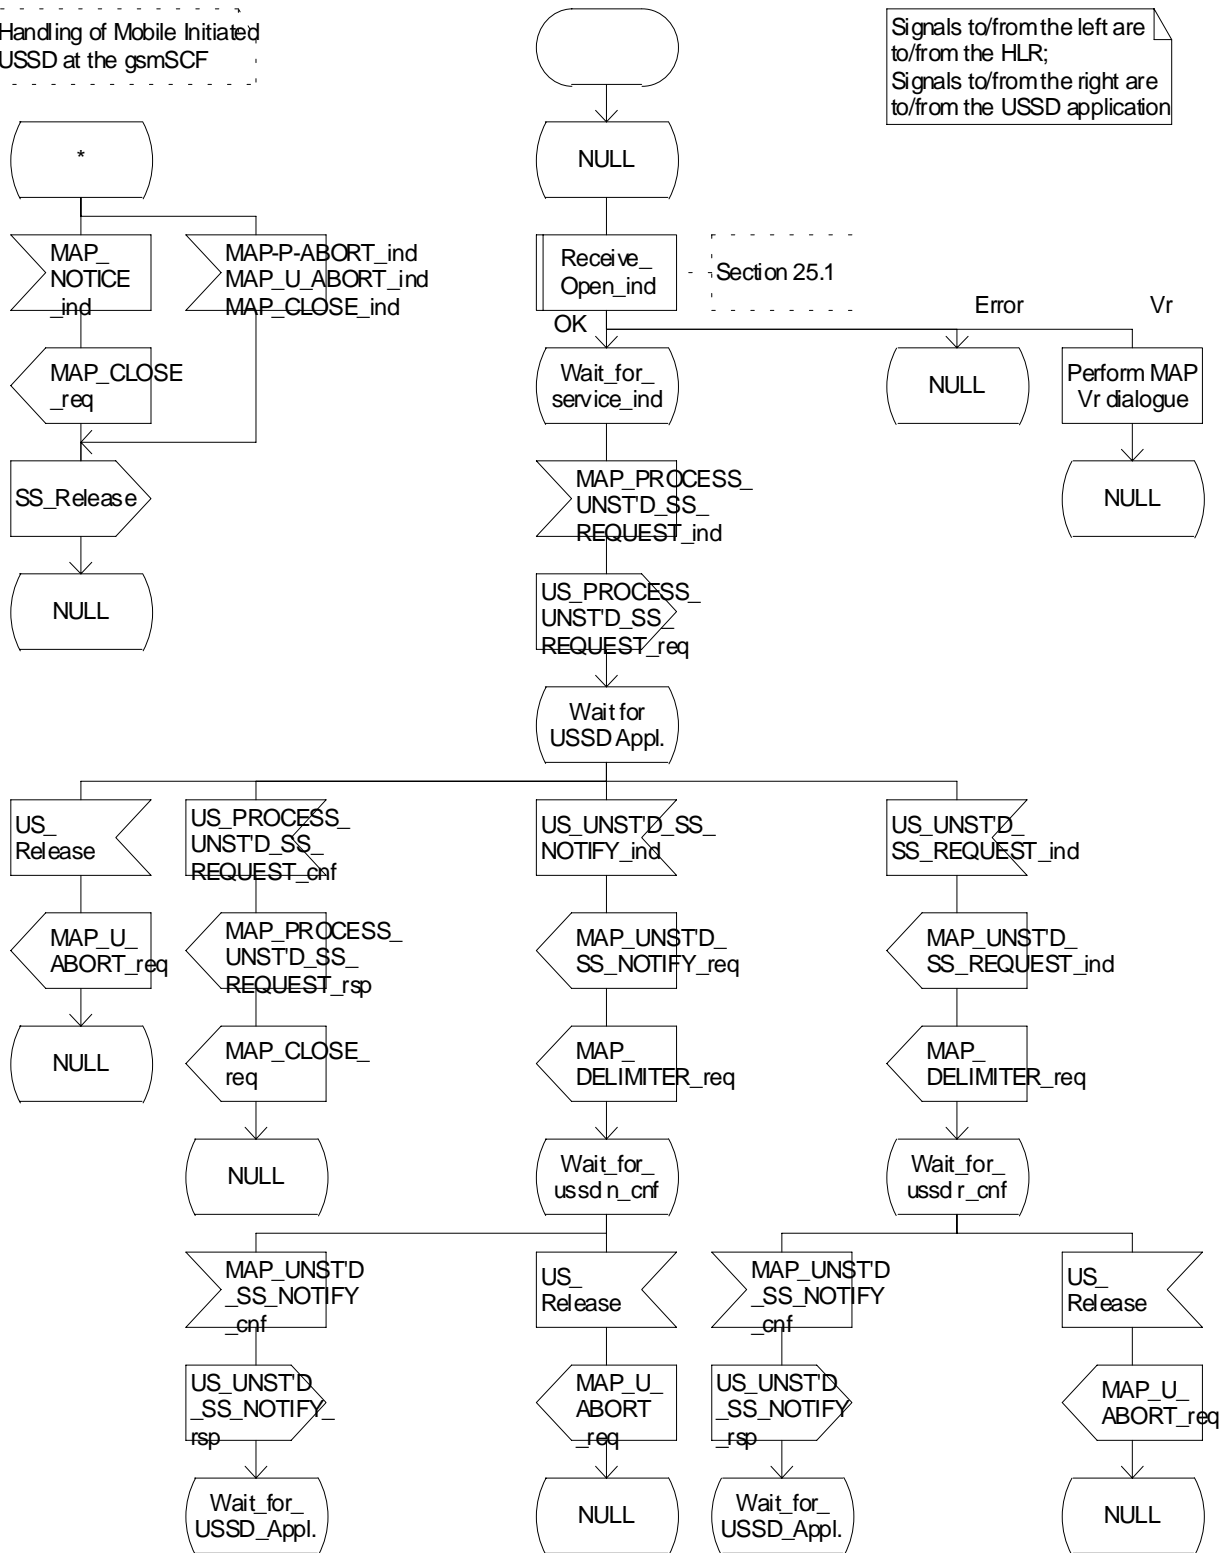 Handling of Mobile Initiated
USSD at the gsmSCF
Signals to/from the left are
to/from the HLR;
Signals to/from the right are
to/from the USSD application
*
NULL
MAP_
NOTICE
_ind
MAP-P-ABORT_ind
MAP_U_ABORT_ind
MAP_CLOSE_ind
Receive_
Open_ind
Section 25.1
OK
Error
Vr
MAP_CLOSE
_req
Wait_for_
service_ind
NULL
Perform MAP
Vr dialogue
SS_Release
MAP_PROCESS_
UNST'D_SS_
REQUEST_ind
NULL
NULL
US_PROCESS_
UNST'D_SS_
REQUEST_req
Wait for
USSD Appl.
US_
Release
US_PROCESS_
UNST'D_SS_
REQUEST_cnf
US_UNST'D_SS_
NOTIFY_ind
US_UNST'D_
SS_REQUEST_ind
MAP_U_
ABORT_req
MAP_PROCESS_
UNST'D_SS_
REQUEST_rsp
MAP_UNST'D_
SS_NOTIFY_req
MAP_UNST'D_
SS_REQUEST_ind
NULL
MAP_CLOSE_
req
MAP_
DELIMITER_req
MAP_
DELIMITER_req
NULL
Wait_for_
ussd n_cnf
Wait_for_
ussd r_cnf
MAP_UNST'D
_SS_NOTIFY
_cnf
US_
Release
MAP_UNST'D
_SS_NOTIFY
_cnf
US_
Release
US_UNST'D
_SS_NOTIFY_
rsp
MAP_U_
ABORT
_req
US_UNST'D
_SS_NOTIFY
_rsp
MAP_U_
ABORT_req
Wait_for_
USSD_Appl.
NULL
Wait_for_
USSD_Appl.
NULL